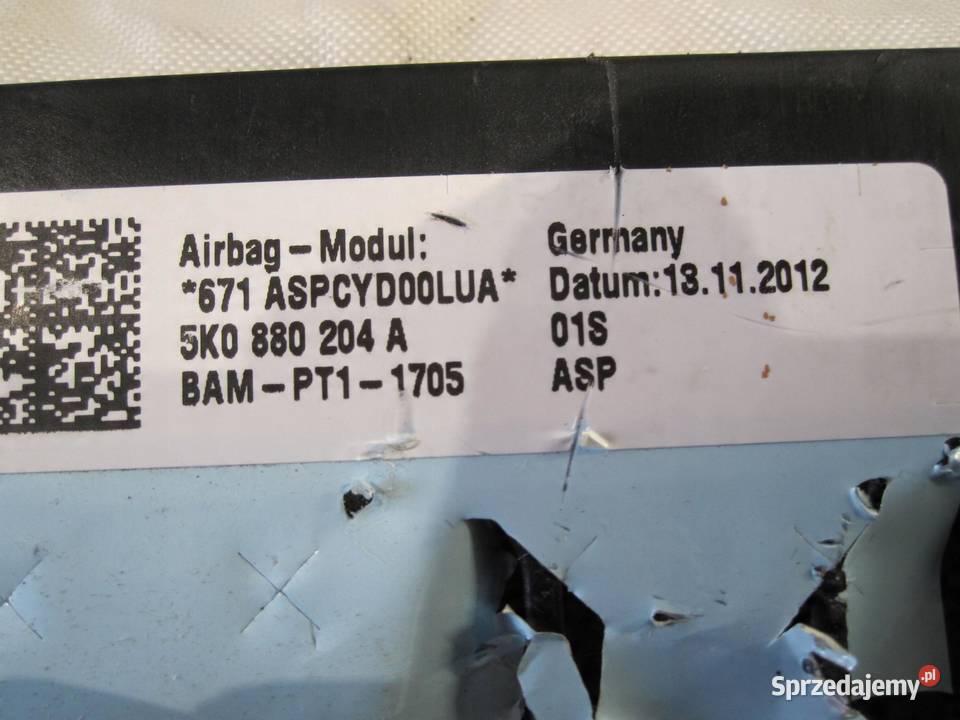 Airbag-Modul:
*671 ASPCYD00LUA*
5K0 880 204 A
BAM-PT1-1705
Germany
Datum:13.11.2012
01S
ASP
Sprzedajemy.pl